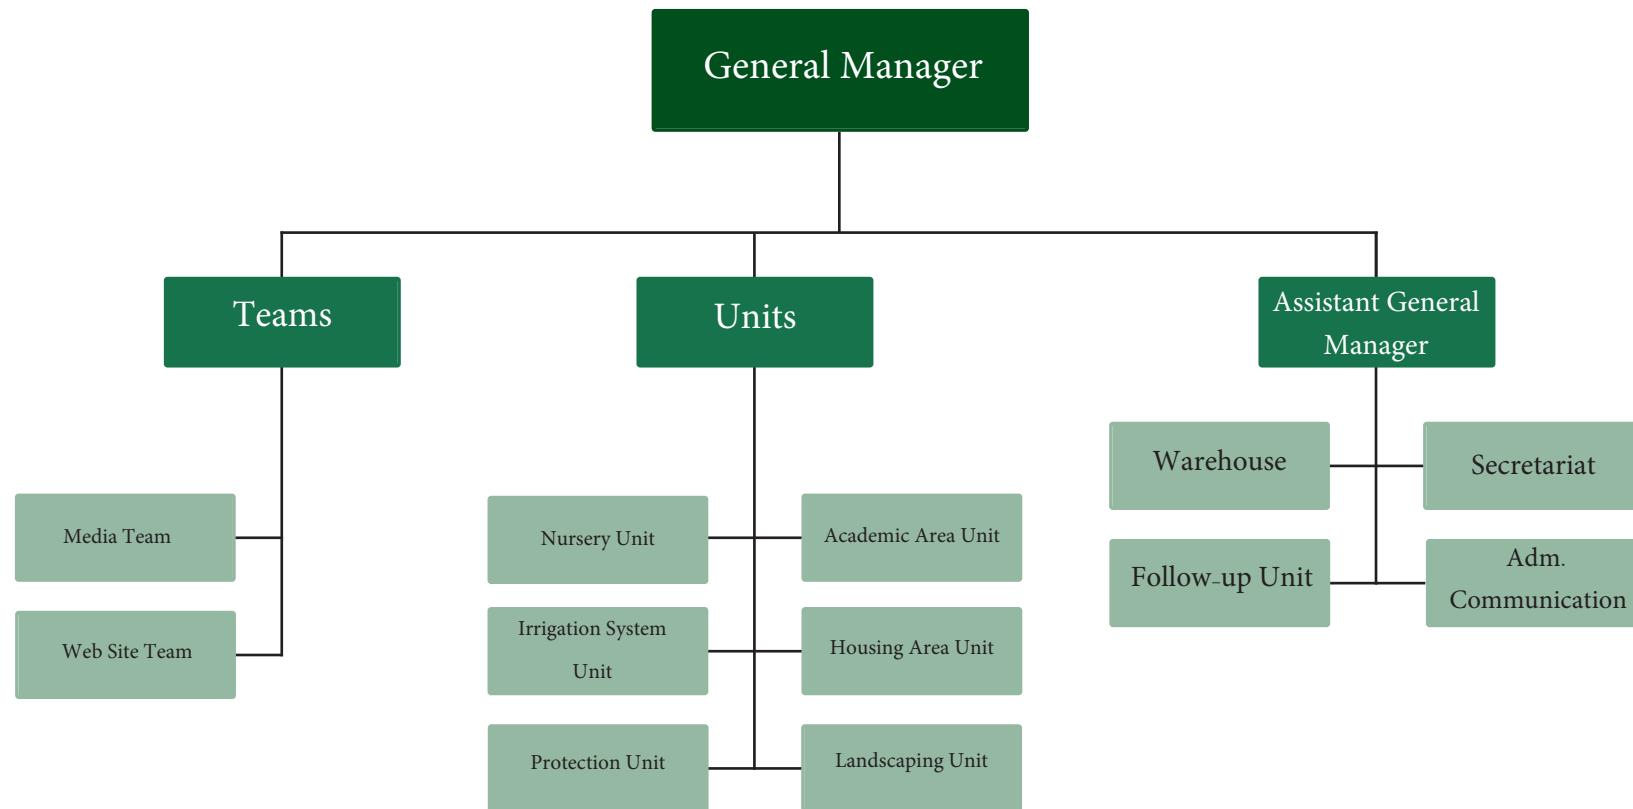 General Manager
Teams
Units
Assistant General
Manager
Warehouse
Secretariat
Follow-up Unit
Adm.
Communication
Media Team
Web Site Team
Nursery Unit
Academic Area Unit
Irrigation System
Unit
Housing Area Unit
Protection Unit
Landscaping Unit